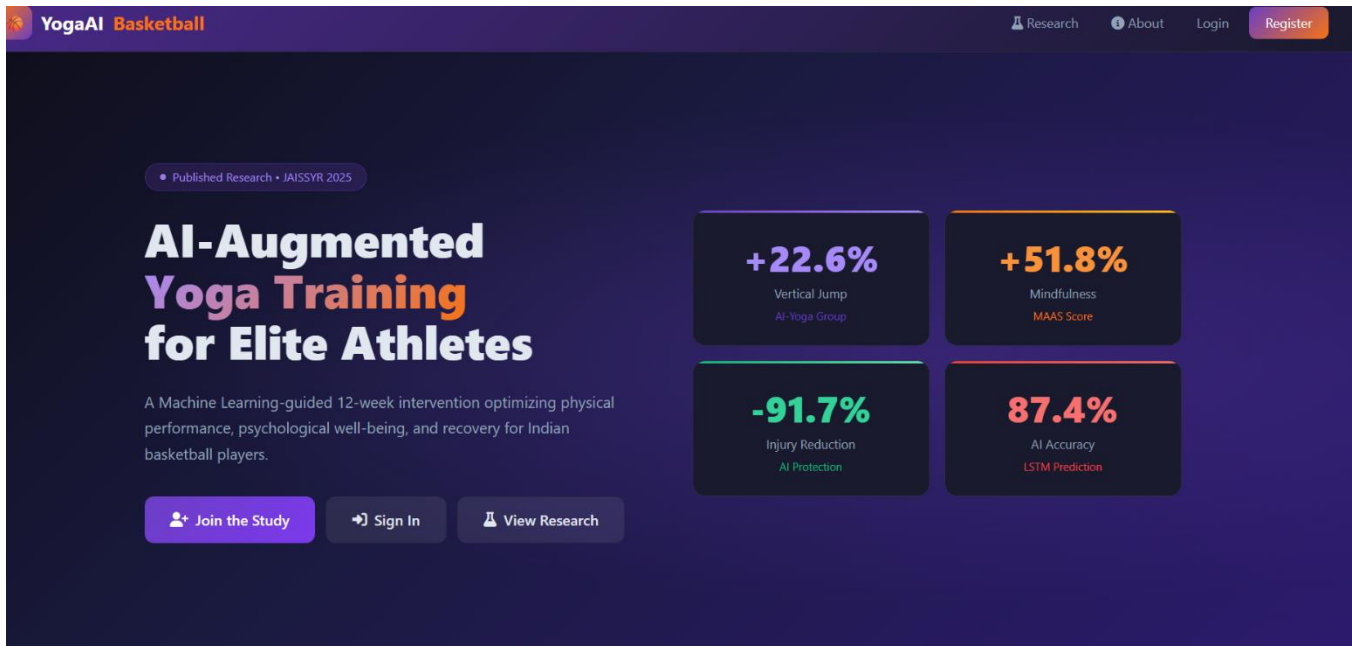 YogaAI Basketball
Research
About
Login
Register
Published Research • JAISSYR 2025
AI-Augmented
Yoga Training
for Elite Athletes
A Machine Learning-guided 12-week intervention optimizing physical
performance, psychological well-being, and recovery for Indian
basketball players.
Join the Study
Sign In
View Research
+22.6%
Vertical Jump
AI-Yoga Group
+51.8%
Mindfulness
MAAS Score
-91.7%
Injury Reduction
AI Protection
87.4%
AI Accuracy
LSTM Prediction